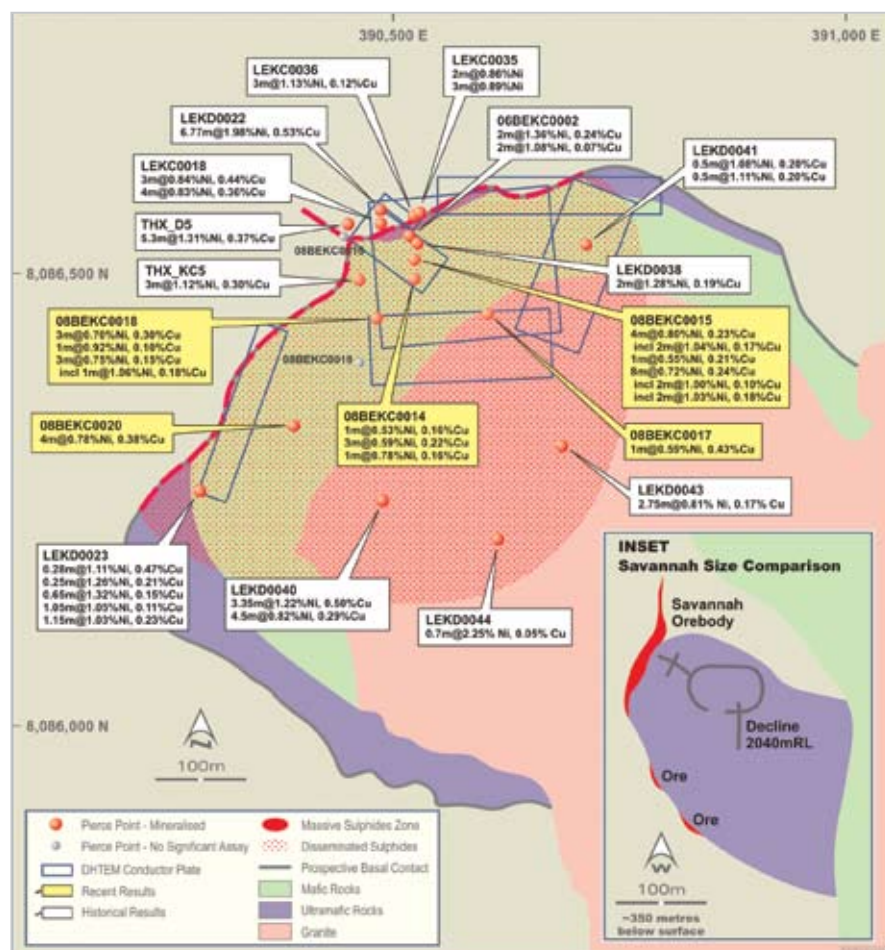 390,500 E
391,000 E
LEKC0036
3m@1.13%Ni, 0.12%Cu
LEKC0035
2m@0.86%Ni
3m@0.89%Ni
LEKD0022
6.77m@1.98%Ni, 0.53%Cu
06BEKC0002
2m@1.36%Ni, 0.24%Cu
2m@1.08%Ni, 0.07%Cu
LEKD0041
0.5m@1.08%Ni, 0.20%Cu
0.5m@1.11%Ni, 0.20%Cu
LEKC0018
3m@0.84%Ni, 0.44%Cu
4m@0.83%Ni, 0.36%Cu
THX_D5
5.3m@1.31%Ni, 0.37%Cu
8,086,500 N
THX_KC5
3m@1.12%Ni, 0.30%Cu
LEKD0038
2m@1.28%Ni, 0.19%Cu
08BEKC0018
3m@0.70%Ni, 0.30%Cu
1m@0.92%Ni, 0.10%Cu
3m@0.75%Ni, 0.15%Cu
incl 1m@1.06%Ni, 0.18%Cu
08BEKC0015
4m@0.80%Ni, 0.23%Cu
incl 2m@1.04%Ni, 0.17%Cu
1m@0.55%Ni, 0.21%Cu
8m@0.72%Ni, 0.24%Cu
incl 2m@1.00%Ni, 0.10%Cu
incl 2m@1.03%Ni, 0.18%Cu
08BEKC0020
4m@0.78%Ni, 0.38%Cu
08BEKC0014
1m@0.53%Ni, 0.16%Cu
3m@0.59%Ni, 0.22%Cu
1m@0.78%Ni, 0.16%Cu
08BEKC0017
1m@0.55%Ni, 0.43%Cu
LEKD0043
2.75m@0.81% Ni, 0.17% Cu
LEKD0023
0.28m@1.11%Ni, 0.47%Cu
0.25m@1.26%Ni, 0.21%Cu
0.65m@1.32%Ni, 0.15%Cu
1.05m@1.05%Ni, 0.11%Cu
1.15m@1.03%Ni, 0.23%Cu
LEKD0040
3.35m@1.22%Ni, 0.50%Cu
4.5m@0.82%Ni, 0.29%Cu
LEKD0044
0.7m@2.25% Ni, 0.05% Cu
8,086,000 N
N
100m
INSET
Savannah Size Comparison
Savannah
Orebody
Decline
2040mRL
Ore
Ore
100m
~350 metres
below surface
Pierce Point - Mineralised
Pierce Point - No Significant Assay
DHTEM Conductor Plate
Recent Results
Historical Results
Massive Sulphides Zone
Disseminated Sulphides
Prospective Basal Contact
Mafic Rocks
Ultramafic Rocks
Granite